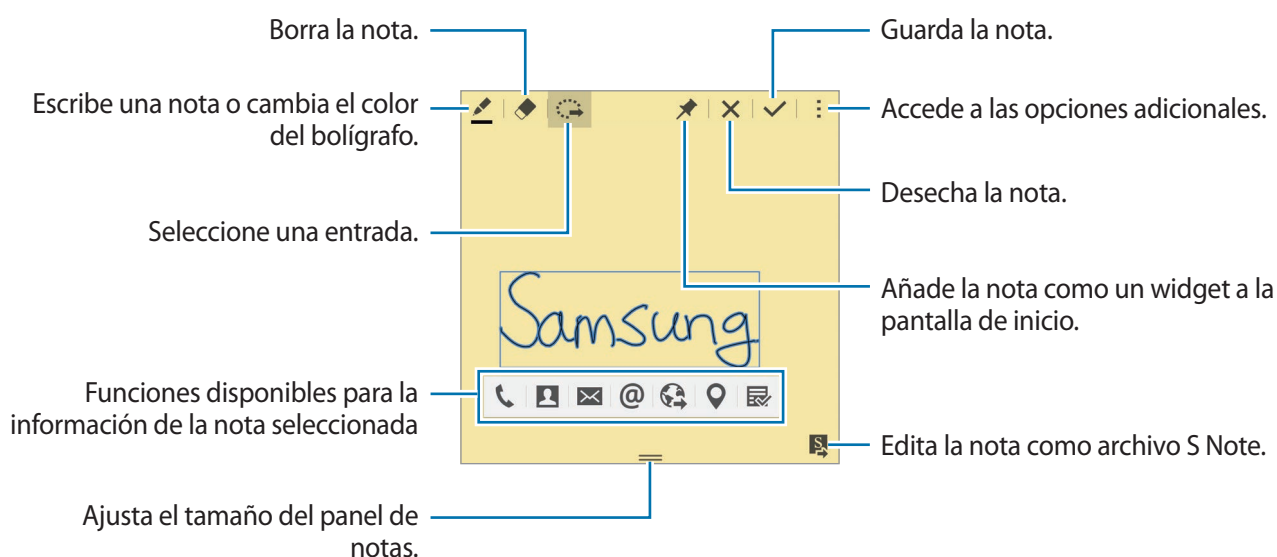 Borra la nota.
Escribe una nota o cambia el color
del bolígrafo.
Seleccione una entrada.
Funciones disponibles para la
información de la nota seleccionada
Ajusta el tamaño del panel de
notas.
Samsung
@
S
Guarda la nota.
Accede a las opciones adicionales.
Desecha la nota.
Añade la nota como un widget a la
pantalla de inicio.
Edita la nota como archivo S Note.